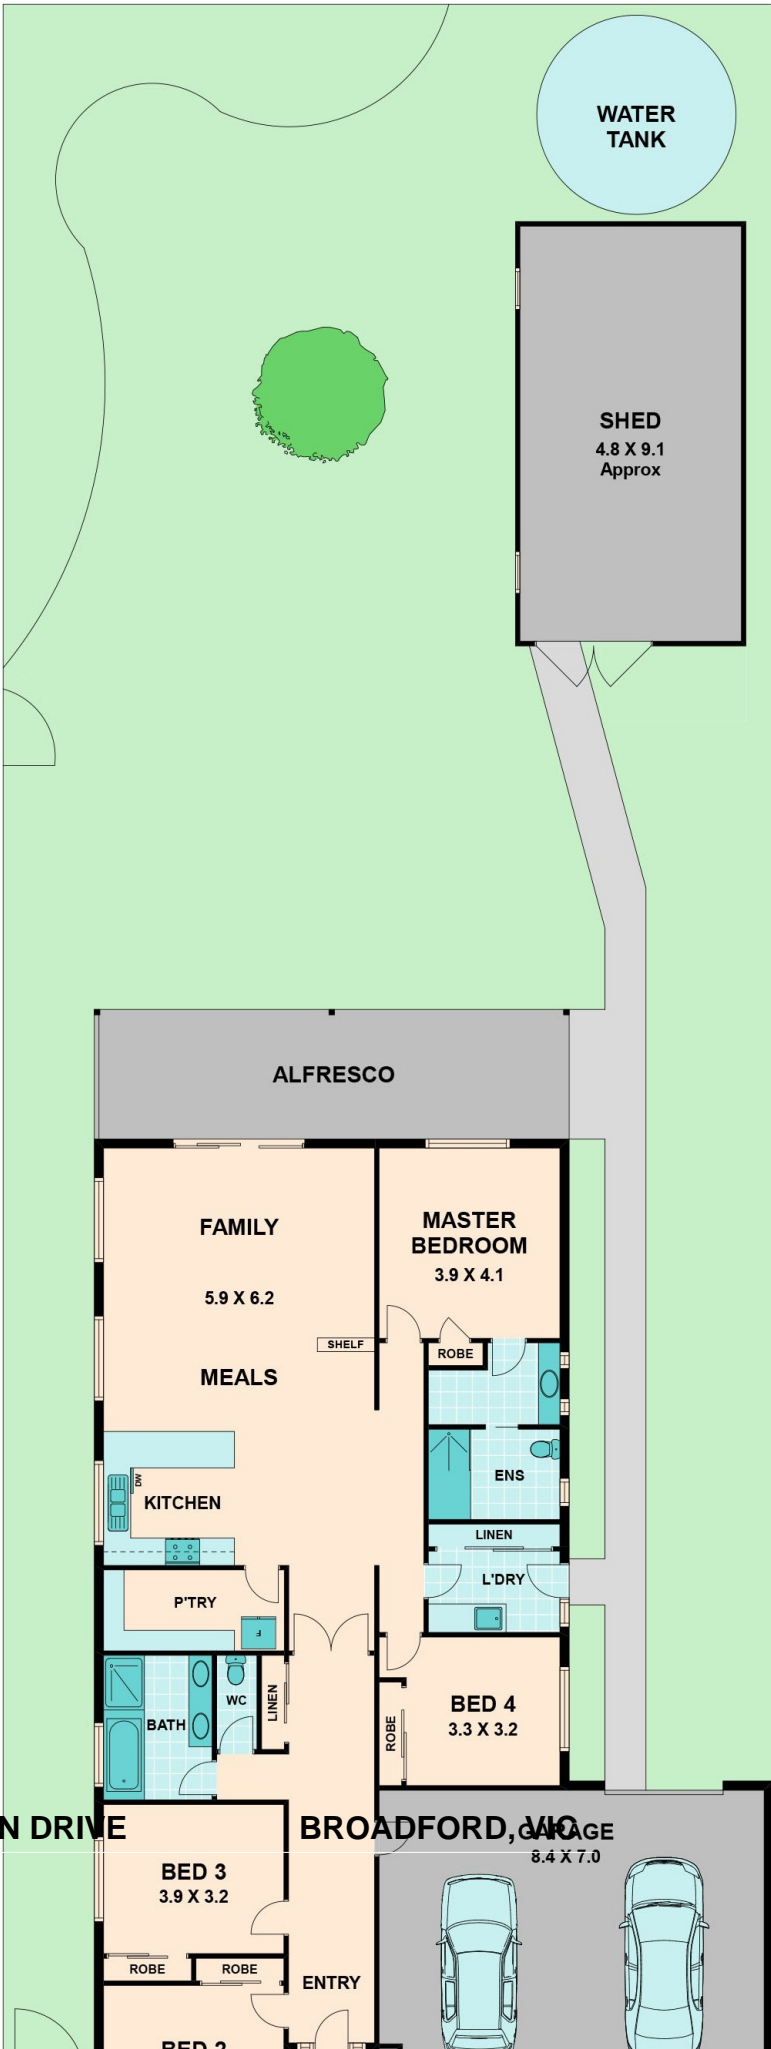 WATER
TANK
SHED
4.8 X 9.1
Approx
ALFRESCO
FAMILY
5.9 X 6.2
MASTER
BEDROOM
3.9 X 4.1
SHELF
ROBE
MEALS
DW
KITCHEN
ENS
LINEN
L'DRY
P'TRY
F
WC
LINEN
BATH
BED 4
3.3 X 3.2
ROBE
N DRIVE
BROADFORD, VIC
GARAGE
8.4 X 7.0
BED 3
3.9 X 3.2
ROBE
ROBE
ENTRY
BED 2